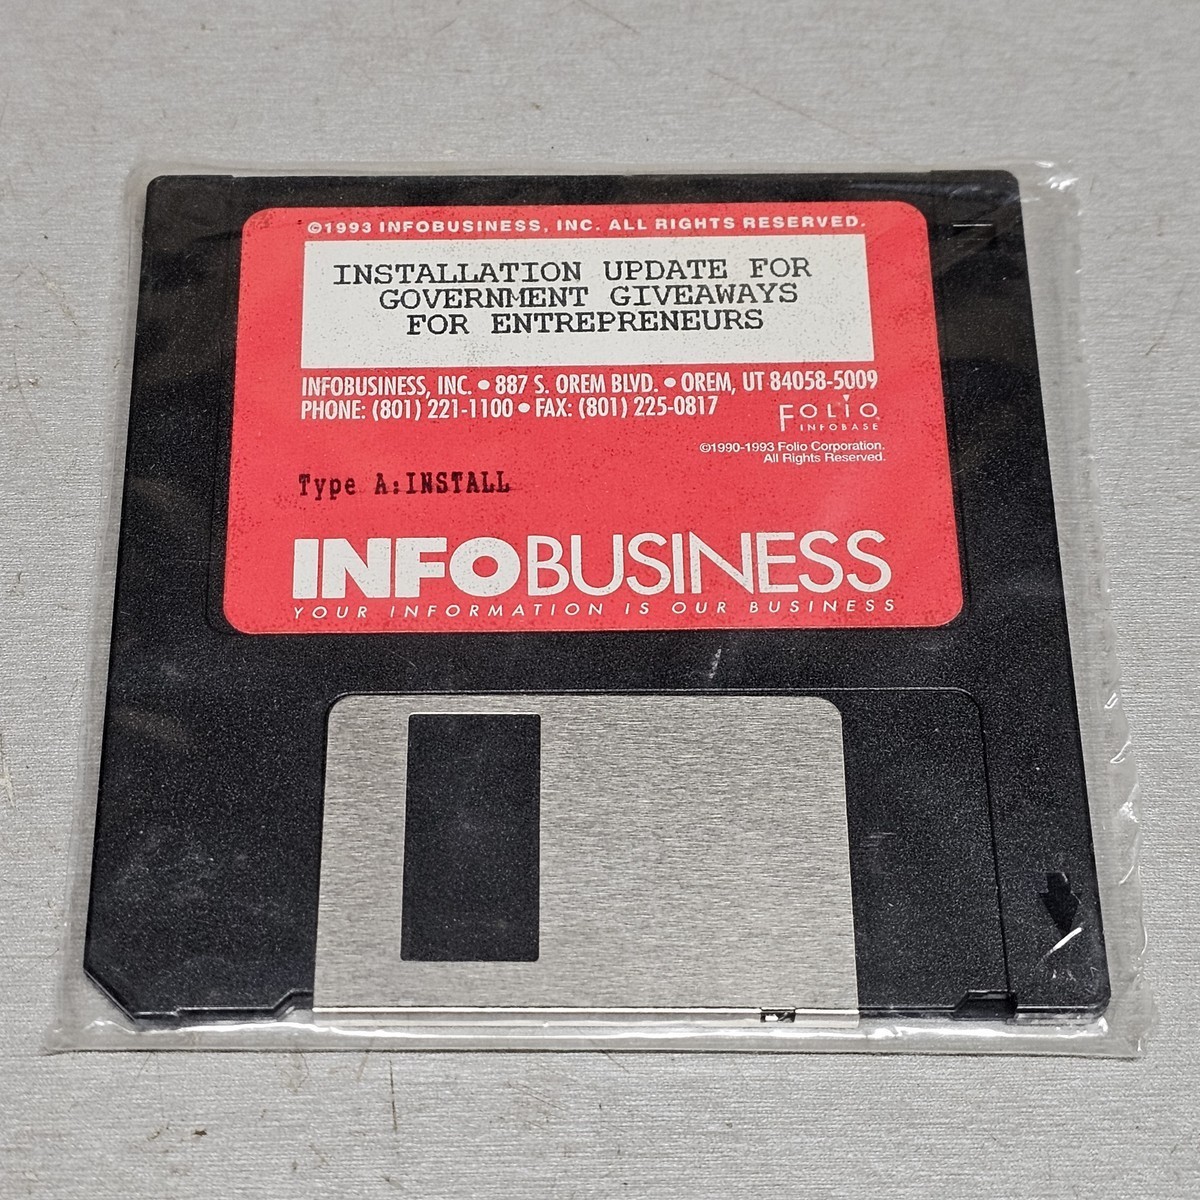 ©1993 INFOBUSINESS, INC. ALL RIGHTS RESERVED.
INSTALLATION UPDATE FOR
GOVERNMENT GIVEAWAYS
FOR ENTREPRENEURS
INFOBUSINESS, INC. • 887 S. OREM BLVD. • OREM, UT 84058-5009
PHONE: (801) 221-1100 • FAX: (801) 225-0817
FOLIO
INFOBASE
©1990-1993 Folio Corporation.
All Rights Reserved.
Type A:INSTALL
INFOBUSINESS
YOUR INFORMATION IS OUR BUSINESS